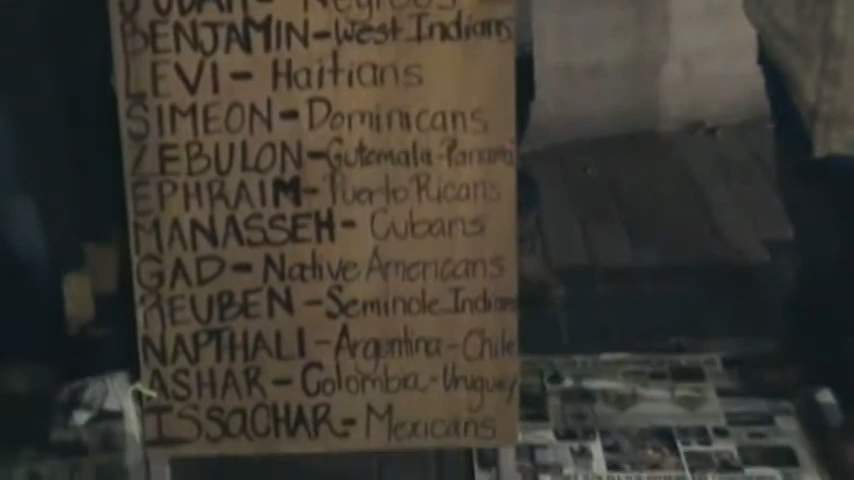 JUDAH- Negroes
BENJAMIN-West Indians
LEVI- Haitians
SIMEON-Dominicans
ZEBULON-Gutemala-Panama
EPHRAIM-Puerto Ricans
MANASSEH- Cubans
GAD-Native Americans
REUBEN-Seminole Indians
NAPTHALI-Argentina-Chile
ASHAR-Colombia-Uruguay
ISSACHAR-Mexicans